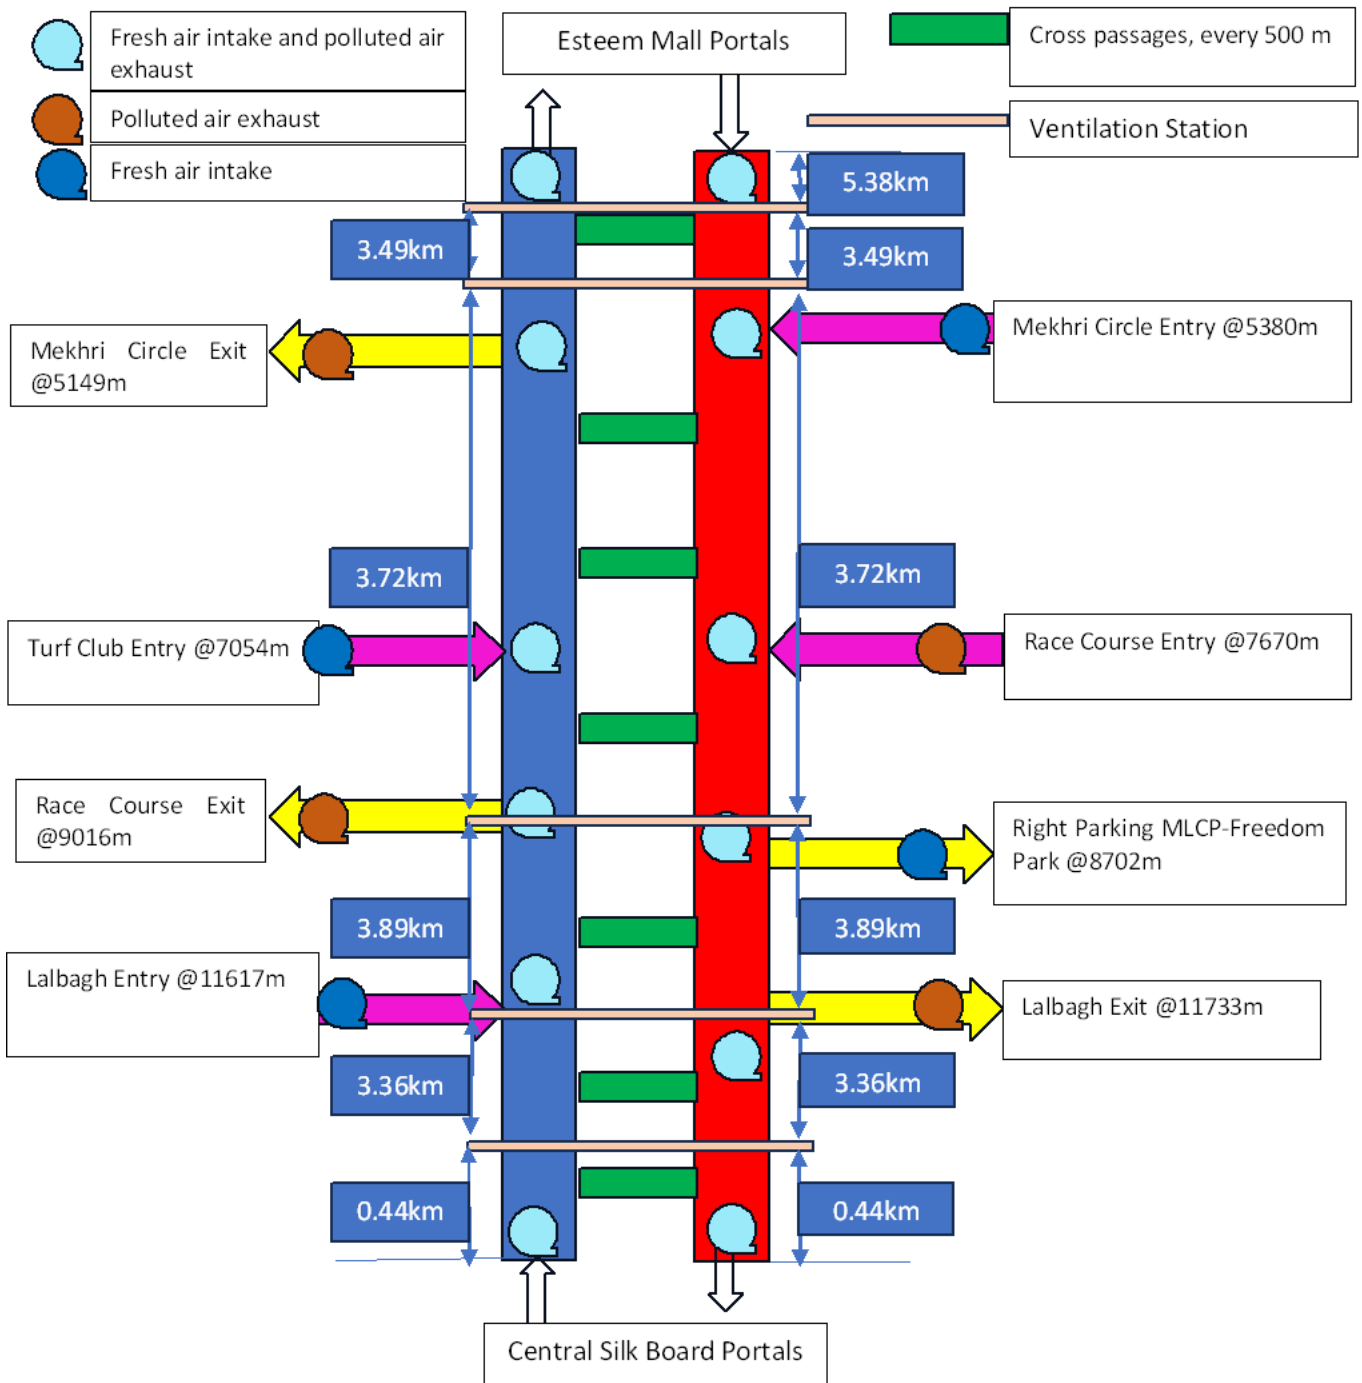 Fresh air intake and polluted air
exhaust
Polluted air exhaust
Fresh air intake
Esteem Mall Portals
Cross passages, every 500 m
Ventilation Station
5.38km
3.49km
3.49km
Mekhri Circle Exit
@5149m
Mekhri Circle Entry @5380m
3.72km
3.72km
Turf Club Entry @7054m
Race Course Entry @7670m
Race Course Exit
@9016m
Right Parking MLCP-Freedom
Park @8702m
3.89km
3.89km
Lalbagh Entry @11617m
Lalbagh Exit @11733m
3.36km
3.36km
0.44km
0.44km
Central Silk Board Portals